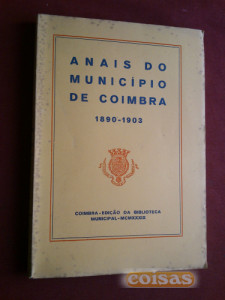 ANAIS DO
MUNICÍPIO
DE COIMBRA
1890-1903
COIMBRA-EDIÇÃO DA BIBLIOTECA
MUNICIPAL-MCMXXXIX
coisas